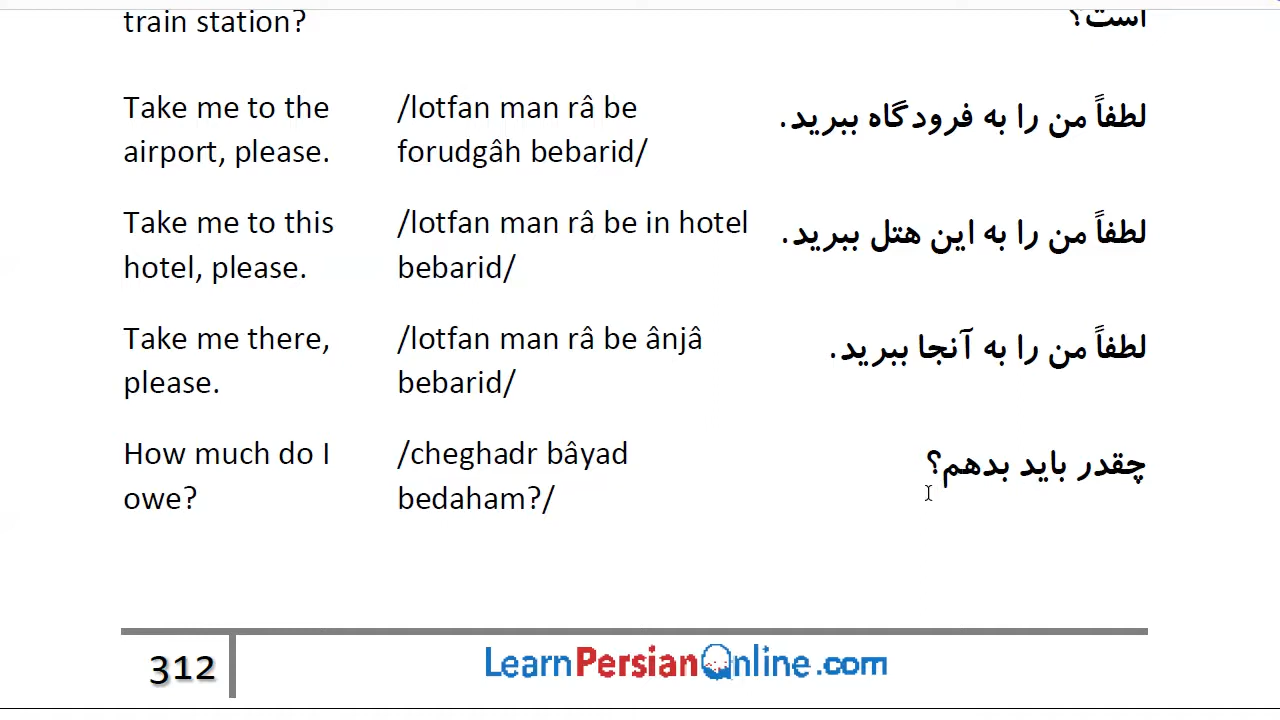 train station?
است؟
Take me to the
airport, please.
/lotfan man râ be
forudgâh bebarid/
لطفاً من را به فرودگاه ببرید.
Take me to this
hotel, please.
/lotfan man râ be in hotel
bebarid/
لطفاً من را به این هتل ببرید.
Take me there,
please.
/lotfan man râ be ânjâ
bebarid/
لطفاً من را به آنجا ببرید.
How much do I
owe?
/cheghadr bâyad
bedaham?/
چقدر باید بدهم؟
312
LearnPersianOnline.com